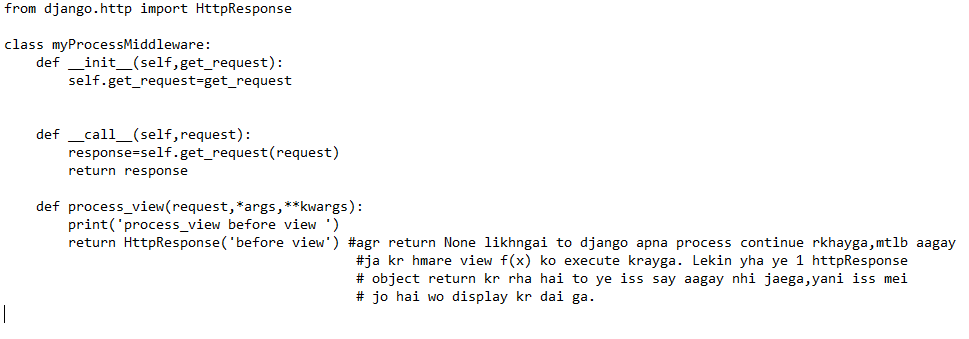 from django.http import HttpResponse
class myProcessMiddleware:
    def __init__(self,get_request):
        self.get_request=get_request
    def __call__(self,request):
        response=self.get_request(request)
        return response
    def process_view(request,*args,**kwargs):
        print('process_view before view ')
        return HttpResponse('before view') #agr return None likhngai to django apna process continue rkhayga,mtlb aagay
                                            #ja kr hmare view f(x) ko execute krayga. Lekin yha ye 1 httpResponse
                                            # object return kr rha hai to ye iss say aagay nhi jaega,yani iss mei
                                            # jo hai wo display kr dai ga.